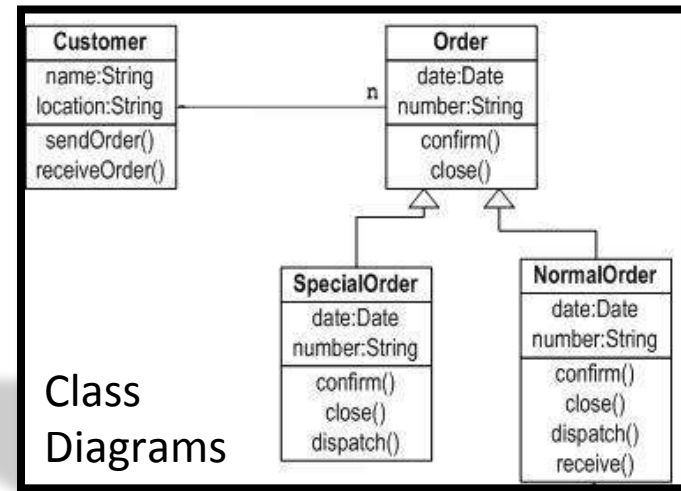 Customer
name:String
location:String
sendOrder()
receiveOrder()
n
Order
date:Date
number:String
confirm()
close()
SpecialOrder
date:Date
number:String
confirm()
close()
dispatch()
NormalOrder
date:Date
number:String
confirm()
close()
dispatch()
receive()
Class
Diagrams